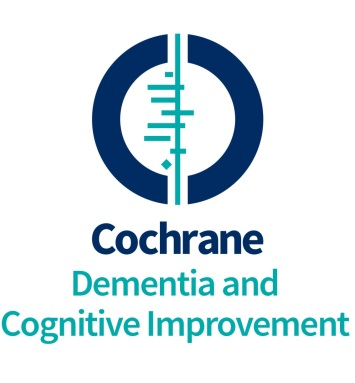 Cochrane
Dementia and
Cognitive Improvement